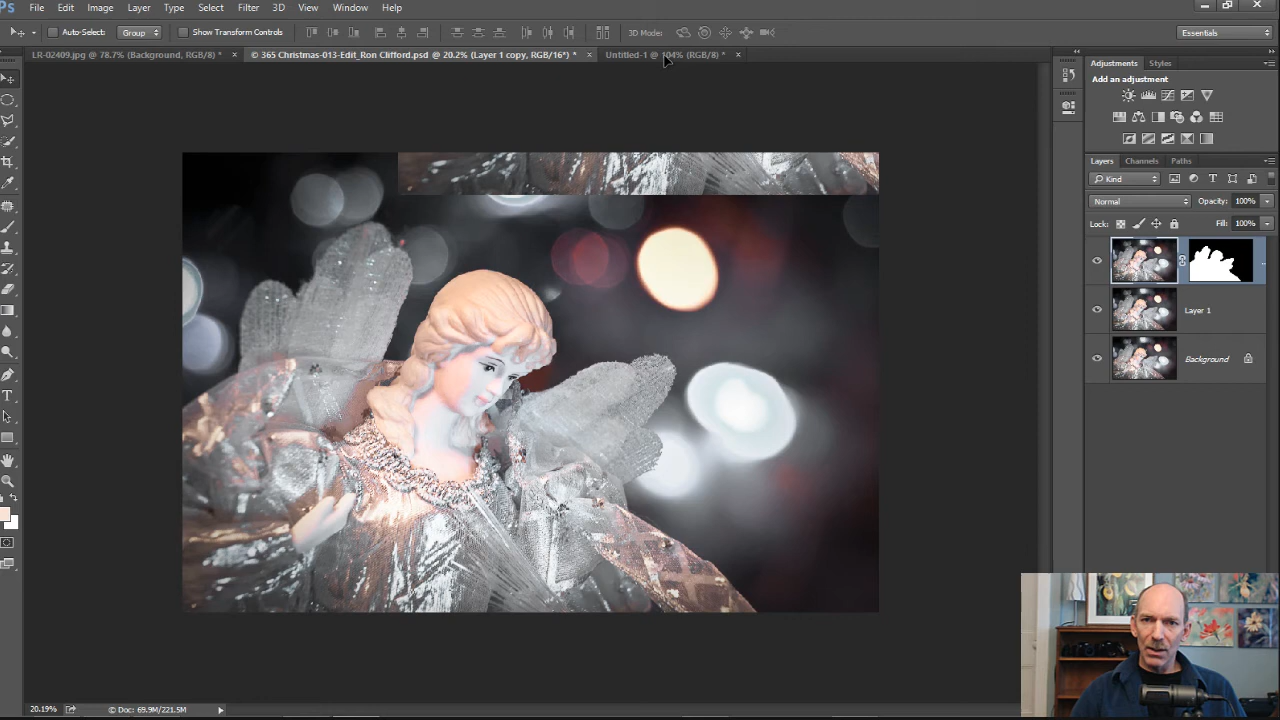 Ps File Edit Image Layer Type Select Filter 3D View Window Help
Auto-Select: Group Show Transform Controls 3D Mode: Essentials
LR-02409.jpg @ 78.7% (Background, RGB/8) * × © 365 Christmas-013-Edit_Ron Clifford.psd @ 20.2% (Layer 1 copy, RGB/16*) * × Untitled-1 @ 104% (RGB/8) * ×
Adjustments Styles
Add an adjustment
Layers Channels Paths
Kind
Normal Opacity: 100%
Lock: Fill: 100%
Layer 1
Background
20.19% © Doc: 69.9M/221.5M